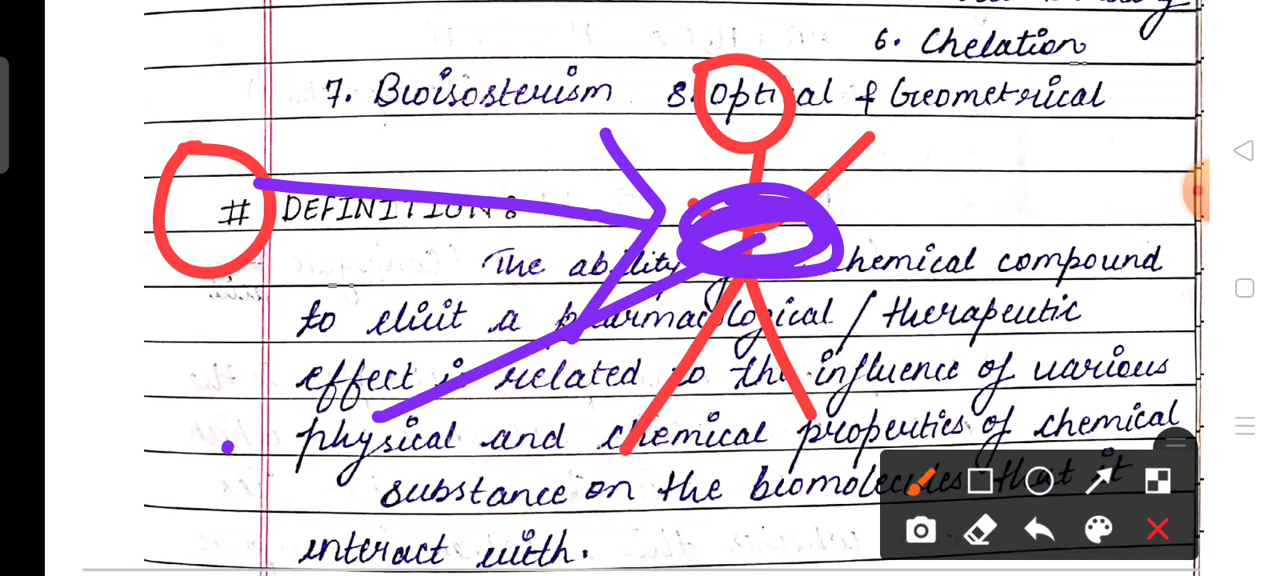 6. Chelation
7. Bioisosterism 8. Optical & Geometrical
# DEFINITION :
The ability chemical compound
to elicit a pharmacological / therapeutic
effect is related to the influence of various
physical and chemical properties of chemical
substance on the biomolecules that it
interact with.